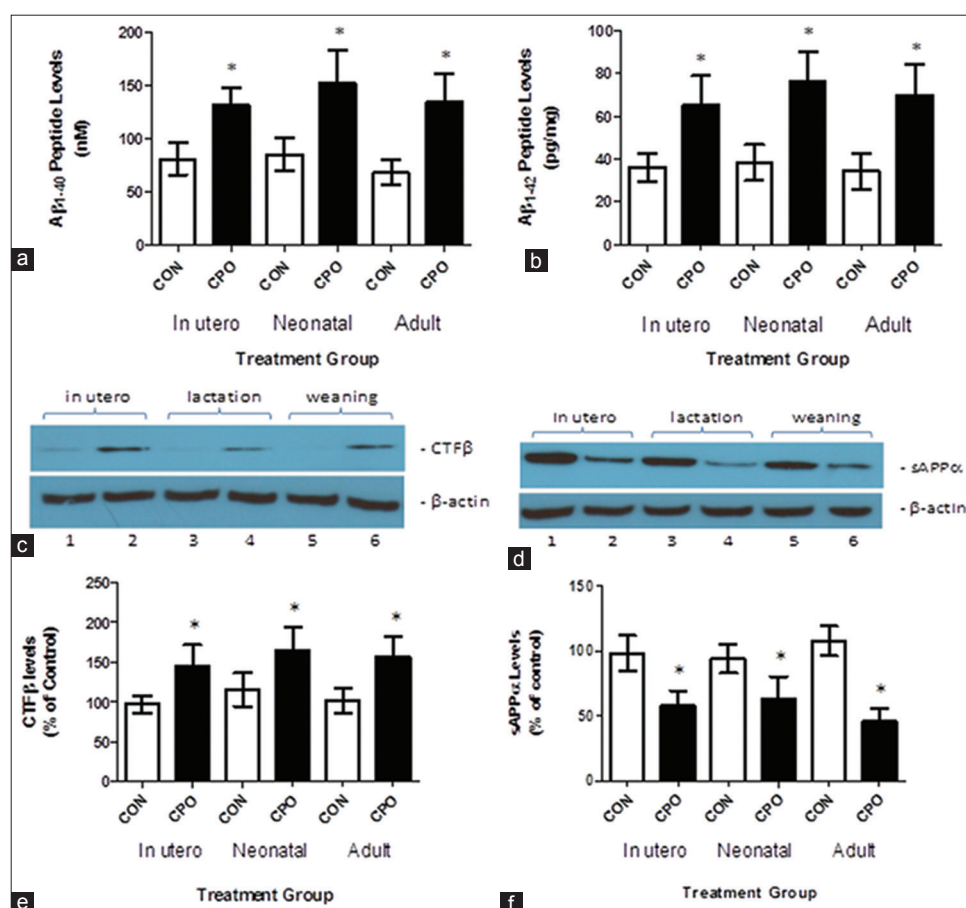 200
150
100
50
0
Aβ1-40 Peptide Levels
(nM)
* * *
CON CPO CON CPO CON CPO
In utero Neonatal Adult
Treatment Group
a
100
80
60
40
20
0
Aβ1-42 Peptide Levels
(pg/mg)
* * *
CON CPO CON CPO CON CPO
In utero Neonatal Adult
Treatment Group
b
in utero lactation weaning
- CTFβ
- β-actin
1 2 3 4 5 6
c
in utero lactation weaning
- sAPPα
- β-actin
1 2 3 4 5 6
d
250
200
150
100
50
0
CTFβ levels
(% of Control)
* * *
CON CPO CON CPO CON CPO
In utero Neonatal Adult
Treatment Group
e
150
100
50
0
sAPPα Levels
(% of control)
* * *
CON CPO CON CPO CON CPO
In utero Neonatal Adult
Treatment Group
f